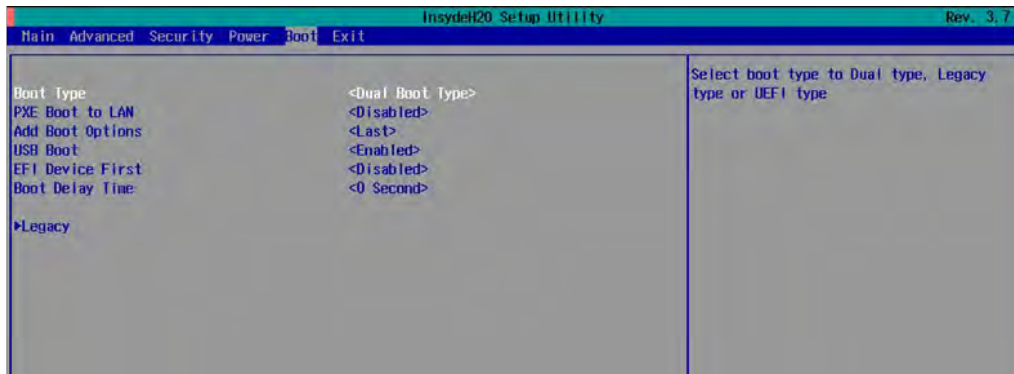 InsydeH20 Setup Utility Rev. 3.7
Main Advanced Security Power Boot Exit
Boot Type <Dual Boot Type>
PXE Boot to LAN <Disabled>
Add Boot Options <Last>
USB Boot <Enabled>
EFI Device First <Disabled>
Boot Delay Time <0 Second>
▶Legacy
Select boot type to Dual type, Legacy
type or UEFI type